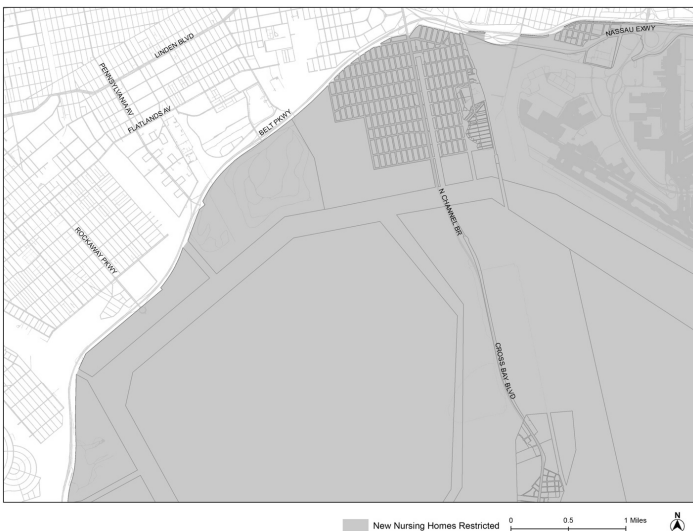 NASSAU EXWY
LINDEN BLVD
PENNSYLVANIA AV
FLATLANDS AV
BELT PKWY
N CHANNEL BR
ROCKAWAY PKWY
CROSS BAY BLVD
New Nursing Homes Restricted
0 0.5 1 Miles
N